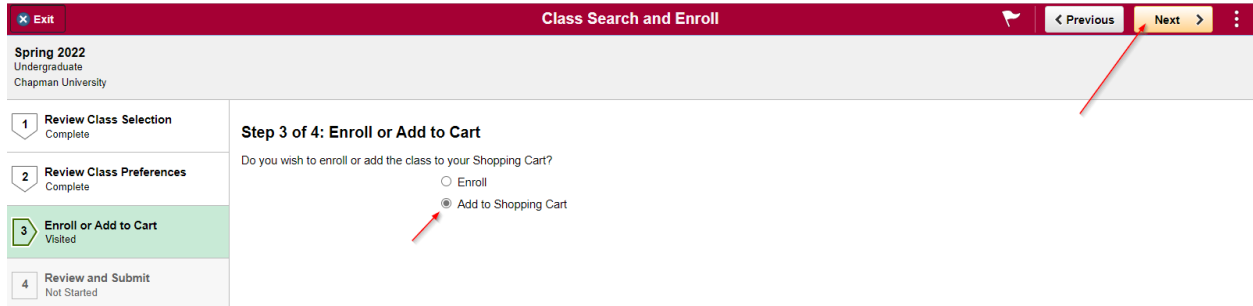 Exit
Class Search and Enroll
Previous
Next
Spring 2022
Undergraduate
Chapman University
1
Review Class Selection
Complete
2
Review Class Preferences
Complete
3
Enroll or Add to Cart
Visited
4
Review and Submit
Not Started
Step 3 of 4: Enroll or Add to Cart
Do you wish to enroll or add the class to your Shopping Cart?
Enroll
Add to Shopping Cart